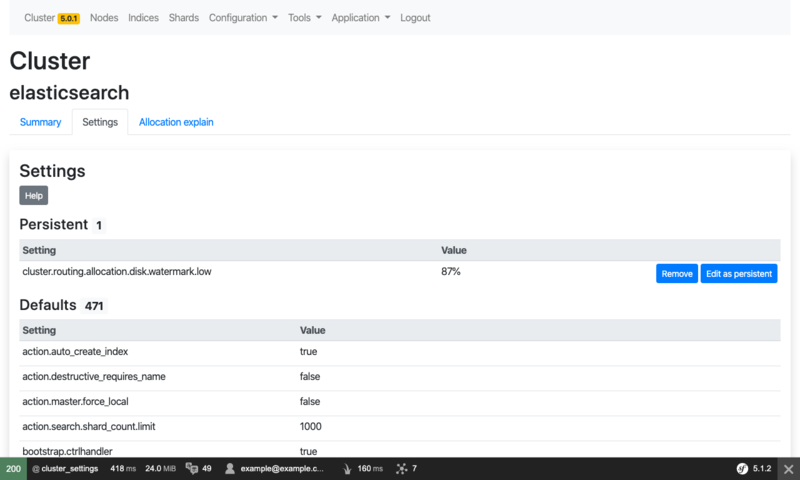 Cluster 5.0.1 Nodes Indices Shards Configuration Tools Application Logout
Cluster
elasticsearch
Summary Settings Allocation explain
Settings
Help
Persistent 1
Setting Value
cluster.routing.allocation.disk.watermark.low 87% Remove Edit as persistent
Defaults 471
Setting Value
action.auto_create_index true
action.destructive_requires_name false
action.master.force_local false
action.search.shard_count.limit 1000
bootstrap.ctrlhandler true
200 @ cluster_settings 418 ms 24.0 MiB 49 example@example.c... 160 ms 7 sf 5.1.2